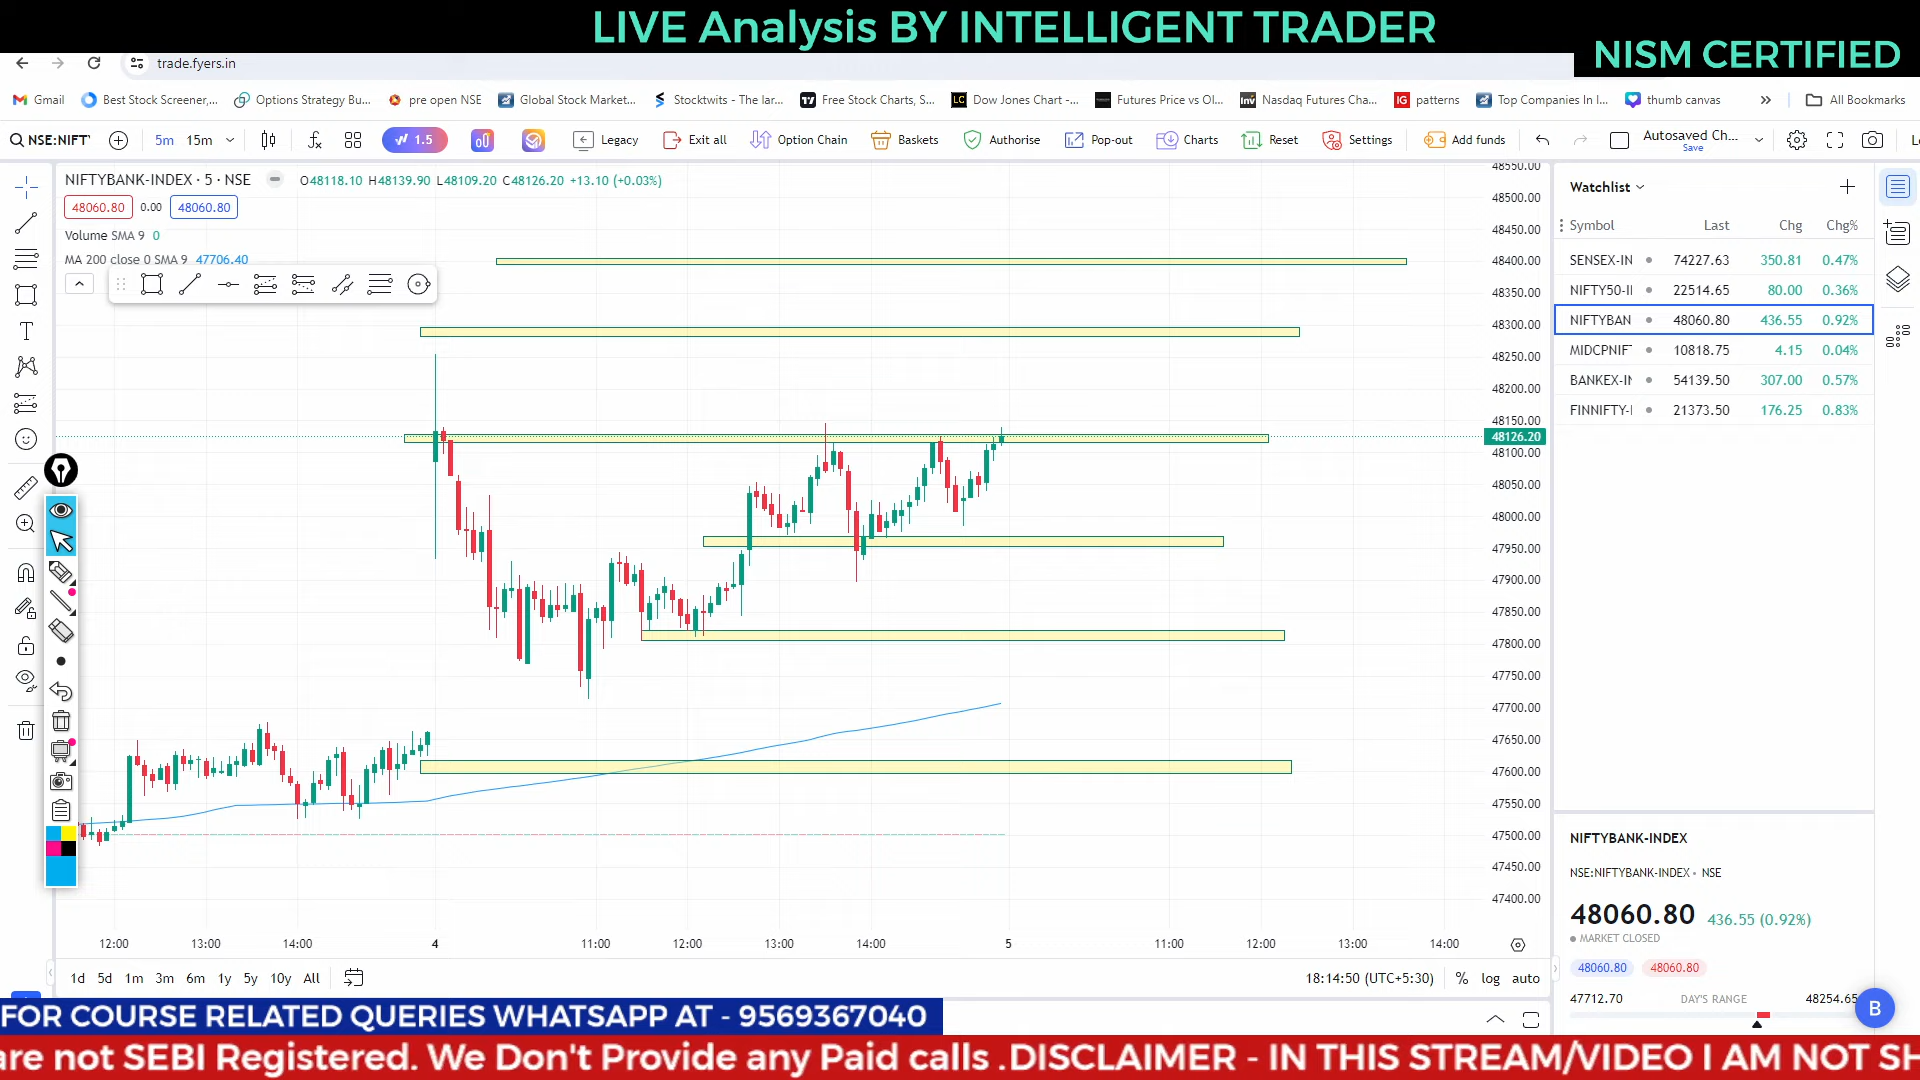 LIVE Analysis BY INTELLIGENT TRADER
NISM CERTIFIED
trade.fyers.in
Gmail Best Stock Screener,... Options Strategy Bu... pre open NSE Global Stock Market... Stocktwits - The lar... Free Stock Charts, S... Dow Jones Chart -... Futures Price vs OI... Nasdaq Futures Cha... patterns Top Companies In I... thumb canvas » All Bookmarks
NSE:NIFTY 5m 15m 1.5 Legacy Exit all Option Chain Baskets Authorise Pop-out Charts Reset Settings Add funds Autosaved Ch...
Save
NIFTYBANK-INDEX · 5 · NSE O48118.10 H48139.90 L48109.20 C48126.20 +13.10 (+0.03%)
48060.80 0.00 48060.80
Volume SMA 9 0
MA 200 close 0 SMA 9 47706.40
48550.00
48500.00
48450.00
48400.00
48350.00
48300.00
48250.00
48200.00
48150.00
48126.20
48100.00
48050.00
48000.00
47950.00
47900.00
47850.00
47800.00
47750.00
47700.00
47650.00
47600.00
47550.00
47500.00
47450.00
47400.00
12:00 13:00 14:00 4 11:00 12:00 13:00 14:00 5 11:00 12:00 13:00 14:00
1d 5d 1m 3m 6m 1y 5y 10y All 18:14:50 (UTC+5:30) % log auto
Watchlist
Symbol Last Chg Chg%
SENSEX-IN 74227.63 350.81 0.47%
NIFTY50-II 22514.65 80.00 0.36%
NIFTYBAN 48060.80 436.55 0.92%
MIDCPNIF 10818.75 4.15 0.04%
BANKEX-IN 54139.50 307.00 0.57%
FINNIFTY-I 21373.50 176.25 0.83%
NIFTYBANK-INDEX
NSE:NIFTYBANK-INDEX • NSE
48060.80 436.55 (0.92%)
MARKET CLOSED
48060.80 48060.80
47712.70 DAY'S RANGE 48254.65
B
FOR COURSE RELATED QUERIES WHATSAPP AT - 9569367040
are not SEBI Registered. We Don't Provide any Paid calls .DISCLAIMER - IN THIS STREAM/VIDEO I AM NOT SH